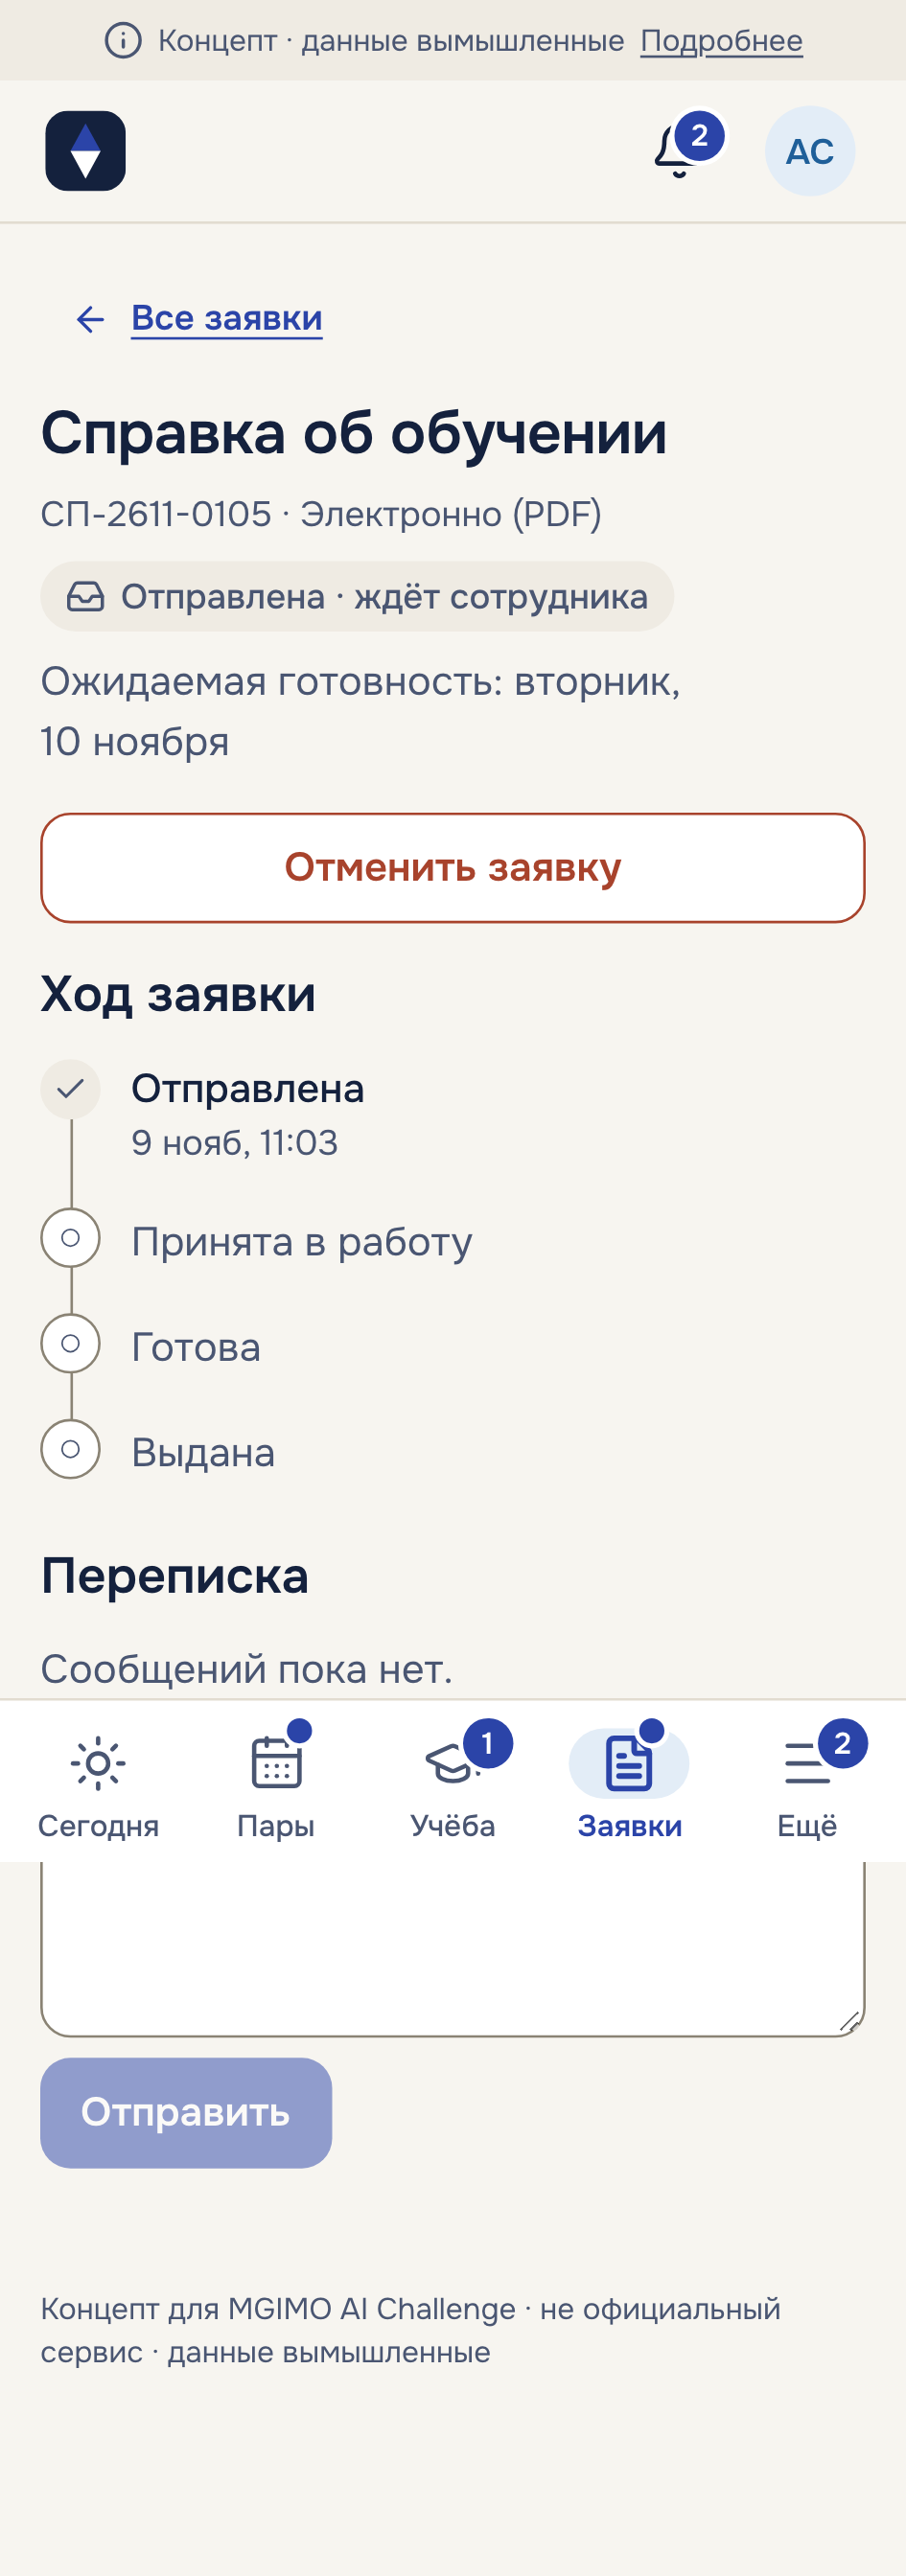 Концепт · данные вымышленные Подробнее
2
АС
Все заявки
Справка об обучении
СП-2611-0105 · Электронно (PDF)
Отправлена · ждёт сотрудника
Ожидаемая готовность: вторник,
10 ноября
Отменить заявку
Ход заявки
Отправлена
9 нояб, 11:03
Принята в работу
Готова
Выдана
Переписка
Сообщений пока нет.
1
2
Сегодня Пары Учёба Заявки Ещё
Отправить
Концепт для MGIMO AI Challenge · не официальный
сервис · данные вымышленные